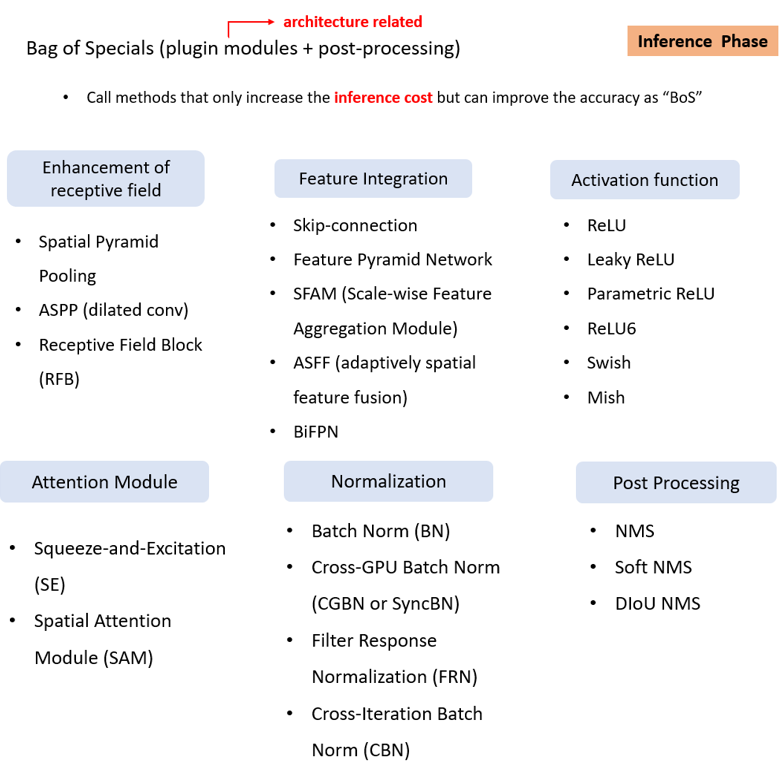 architecture related
Bag of Specials (plugin modules + post-processing)
Inference Phase
• Call methods that only increase the inference cost but can improve the accuracy as “BoS”
Enhancement of
receptive field
• Spatial Pyramid
Pooling
• ASPP (dilated conv)
• Receptive Field Block
(RFB)
Feature Integration
• Skip-connection
• Feature Pyramid Network
• SFAM (Scale-wise Feature
Aggregation Module)
• ASFF (adaptively spatial
feature fusion)
• BiFPN
Activation function
• ReLU
• Leaky ReLU
• Parametric ReLU
• ReLU6
• Swish
• Mish
Attention Module
• Squeeze-and-Excitation
(SE)
• Spatial Attention
Module (SAM)
Normalization
• Batch Norm (BN)
• Cross-GPU Batch Norm
(CGBN or SyncBN)
• Filter Response
Normalization (FRN)
• Cross-Iteration Batch
Norm (CBN)
Post Processing
• NMS
• Soft NMS
• DIoU NMS